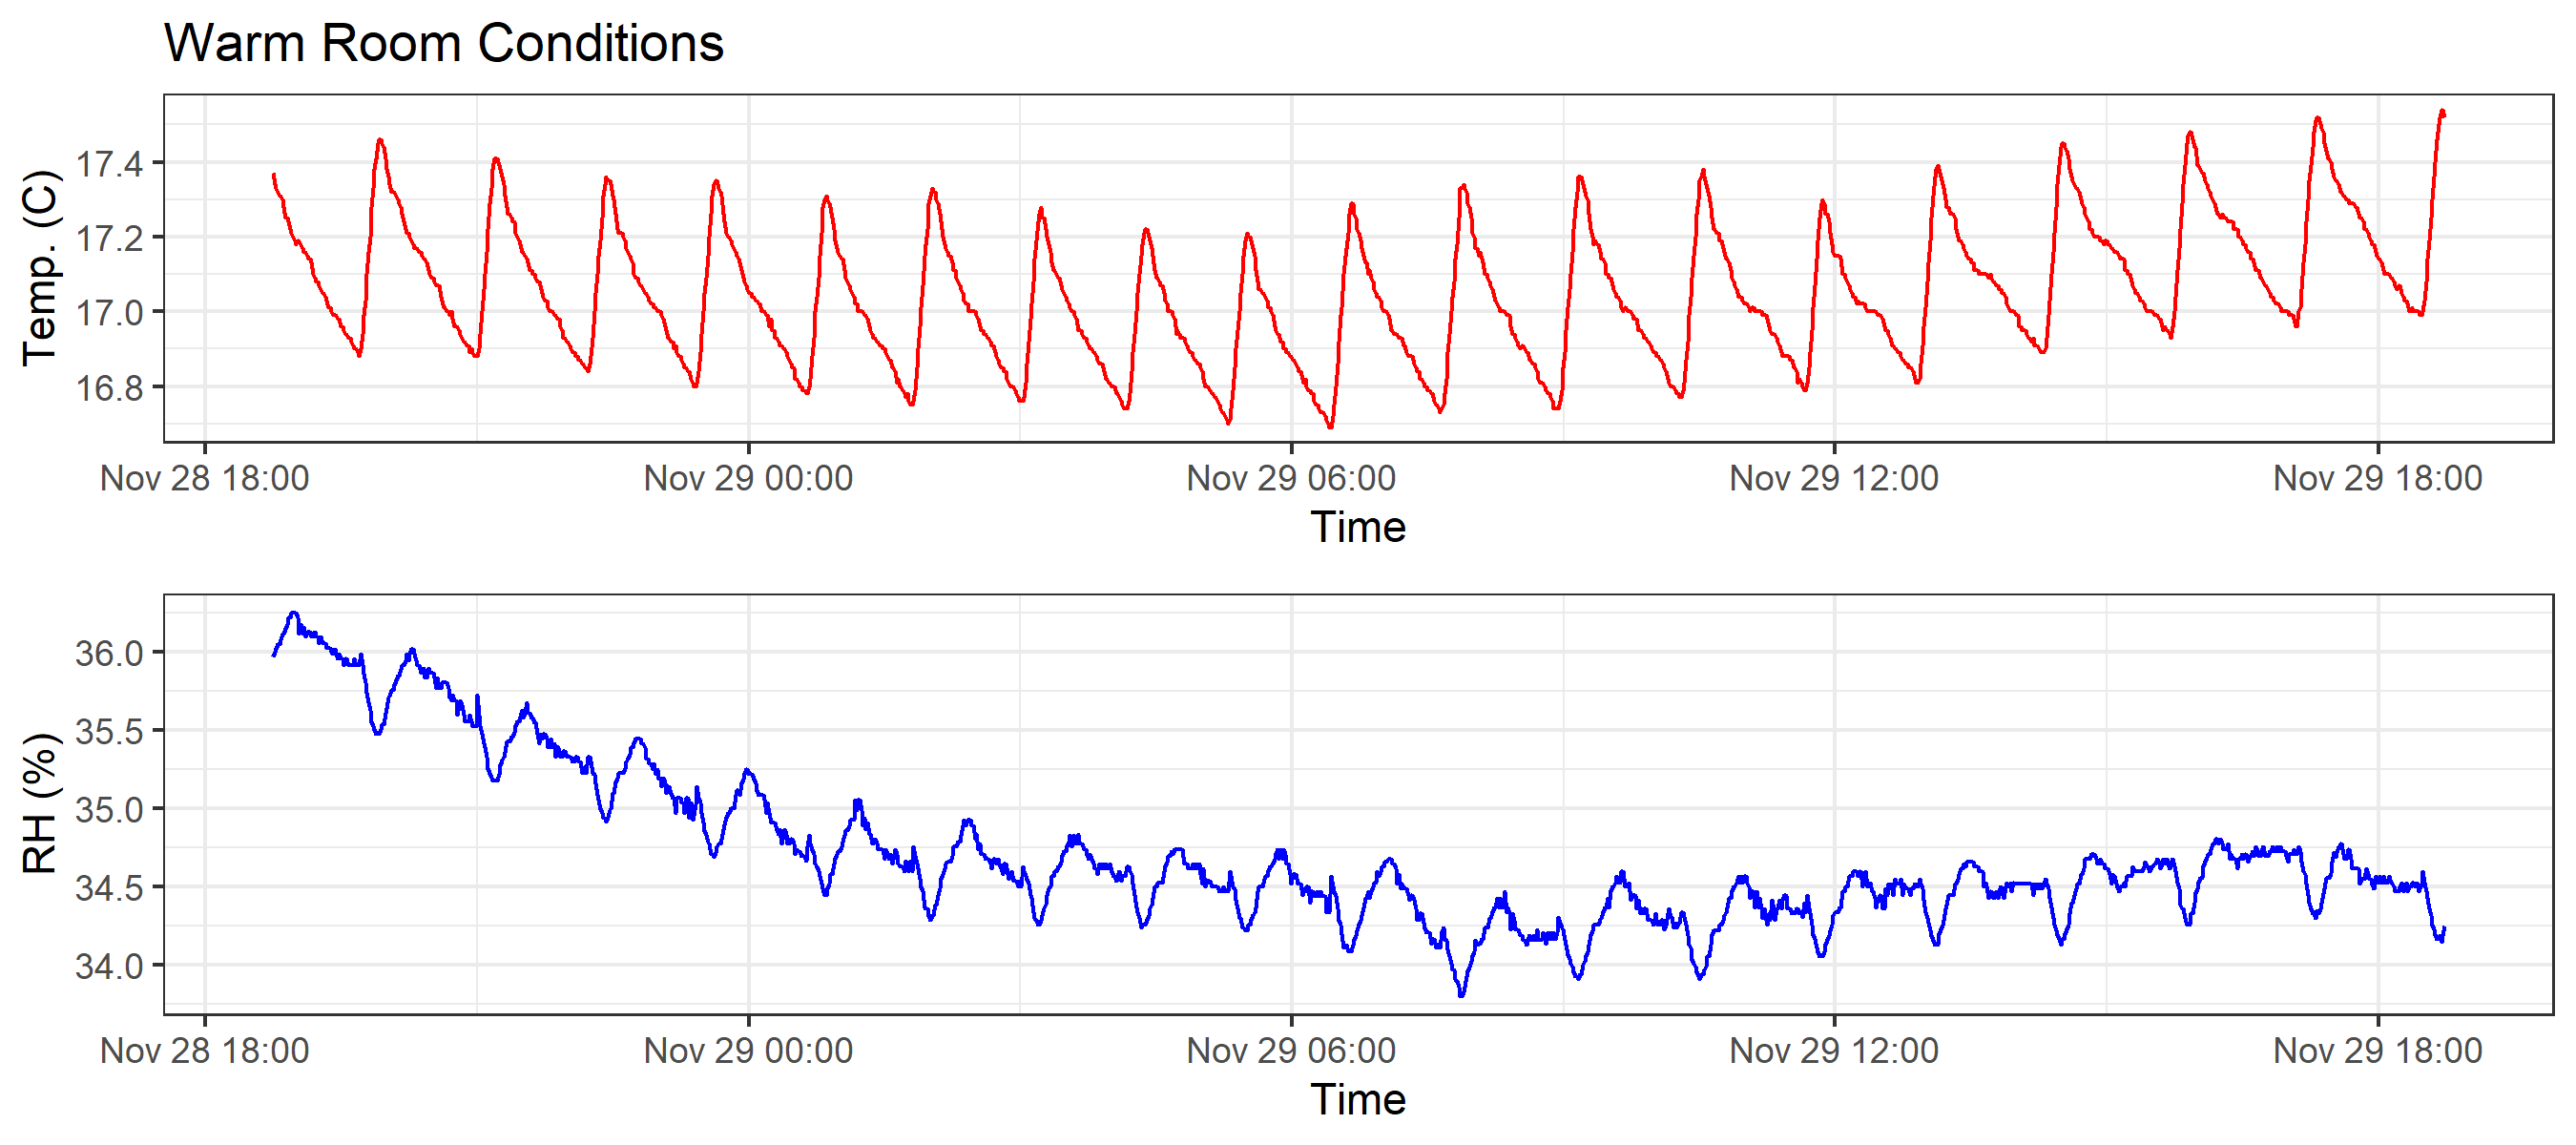 Warm Room Conditions
Temp. (C)
17.4
17.2
17.0
16.8
Nov 28 18:00 Nov 29 00:00 Nov 29 06:00 Nov 29 12:00 Nov 29 18:00
Time
RH (%)
36.0
35.5
35.0
34.5
34.0
Nov 28 18:00 Nov 29 00:00 Nov 29 06:00 Nov 29 12:00 Nov 29 18:00
Time